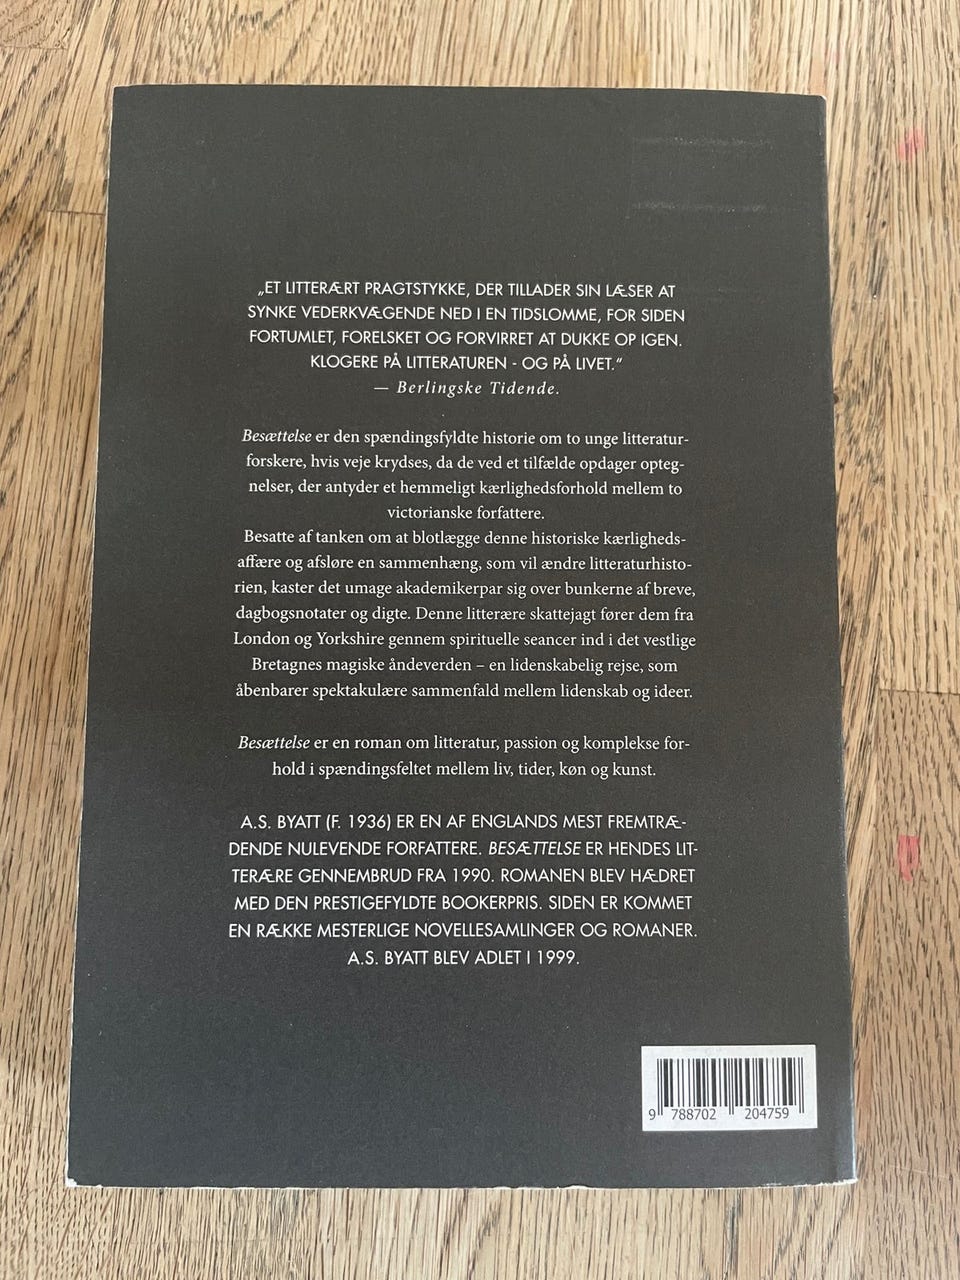 „ET LITTERÆRT PRAGTSTYKKE, DER TILLADER SIN LÆSER AT
SYNKE VEDERKVÆGENDE NED I EN TIDSLOMME, FOR SIDEN
FORTUMLET, FORELSKET OG FORVIRRET AT DUKKE OP IGEN.
KLOGERE PÅ LITTERATUREN - OG PÅ LIVET.“
— Berlingske Tidende.
Besættelse er den spændingsfyldte historie om to unge litteratur-
forskere, hvis veje krydses, da de ved et tilfælde opdager opteg-
nelser, der antyder et hemmeligt kærlighedsforhold mellem to
victorianske forfattere.
Besatte af tanken om at blotlægge denne historiske kærligheds-
affære og afsløre en sammenhæng, som vil ændre litteraturhisto-
rien, kaster det umage akademikerpar sig over bunkerne af breve,
dagbogsnotater og digte. Denne litterære skattejagt fører dem fra
London og Yorkshire gennem spirituelle seancer ind i det vestlige
Bretagnes magiske åndeverden – en lidenskabelig rejse, som
åbenbarer spektakulære sammenfald mellem lidenskab og ideer.
Besættelse er en roman om litteratur, passion og komplekse for-
hold i spændingsfeltet mellem liv, tider, køn og kunst.
A.S. BYATT (F. 1936) ER EN AF ENGLANDS MEST FREMTRÆ-
DENDE NULEVENDE FORFATTERE. BESÆTTELSE ER HENDES LIT-
TERÆRE GENNEMBRUD FRA 1990. ROMANEN BLEV HÆDRET
MED DEN PRESTIGEFYLDTE BOOKERPRIS. SIDEN ER KOMMET
EN RÆKKE MESTERLIGE NOVELLESAMLINGER OG ROMANER.
A.S. BYATT BLEV ADLET I 1999.
9 788702 204759